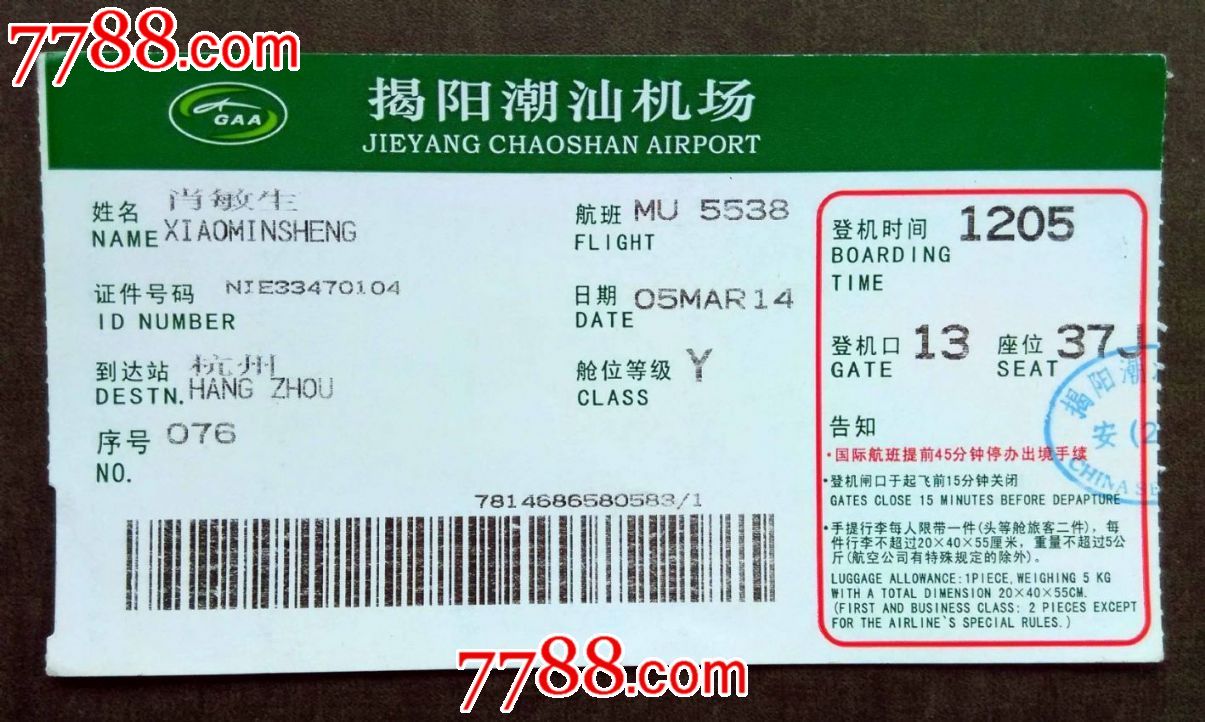 7788.com
GAA
揭阳潮汕机场
JIEYANG CHAOSHAN AIRPORT
姓名 肖敏生
NAME XIAOMINSHENG
航班 MU 5538
FLIGHT
登机时间 1205
BOARDING
TIME
证件号码 NIE33470104
ID NUMBER
日期 05MAR14
DATE
到达站 杭州
DESTN. HANG ZHOU
舱位等级 Y
CLASS
登机口 13 座位 37J
GATE SEAT
序号 076
NO.
告知
·国际航班提前45分钟停办出境手续
·登机闸口于起飞前15分钟关闭
GATES CLOSE 15 MINUTES BEFORE DEPAPTURE
·手提行李每人限带一件(头等舱旅客二件)，每
件行李不超过20×40×55厘米，重量不超过5公
斤(航空公司有特殊规定的除外)。
LUGGAGE ALLOWANCE:1PIECE,WEIGHING 5 KG
WITH A TOTAL DIMENSION 20×40×55CM.
(FIRST AND BUSINESS CLASS: 2 PIECES EXCEPT
FOR THE AIRLINE`S SPECIAL RULES.)
揭阳潮
安 (2
CHINA SE
7814686580583/1
7788.com